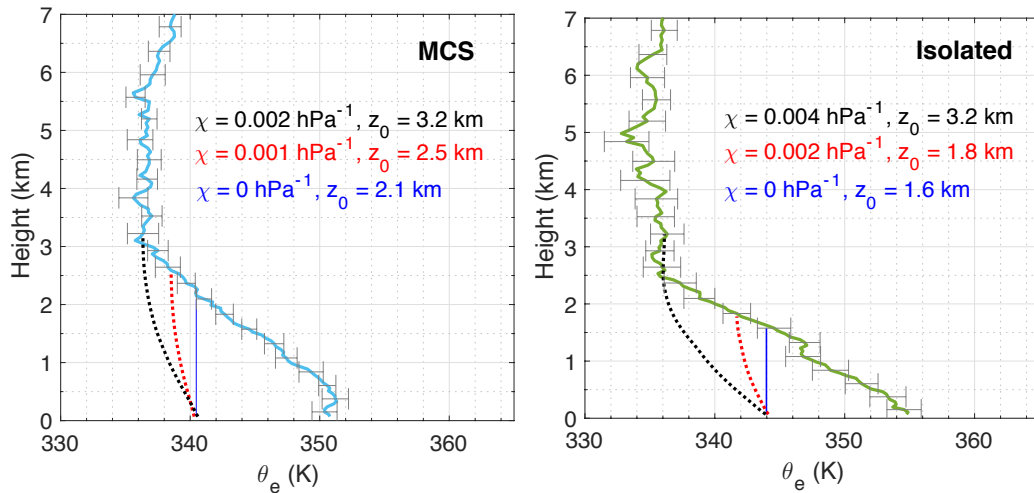 MCS
χ = 0.002 hPa⁻¹, z₀ = 3.2 km
χ = 0.001 hPa⁻¹, z₀ = 2.5 km
χ = 0 hPa⁻¹, z₀ = 2.1 km
7
6
5
4
3
2
1
0
Height (km)
330
340
350
360
θₑ (K)
Isolated
χ = 0.004 hPa⁻¹, z₀ = 3.2 km
χ = 0.002 hPa⁻¹, z₀ = 1.8 km
χ = 0 hPa⁻¹, z₀ = 1.6 km
7
6
5
4
3
2
1
0
Height (km)
330
340
350
360
θₑ (K)